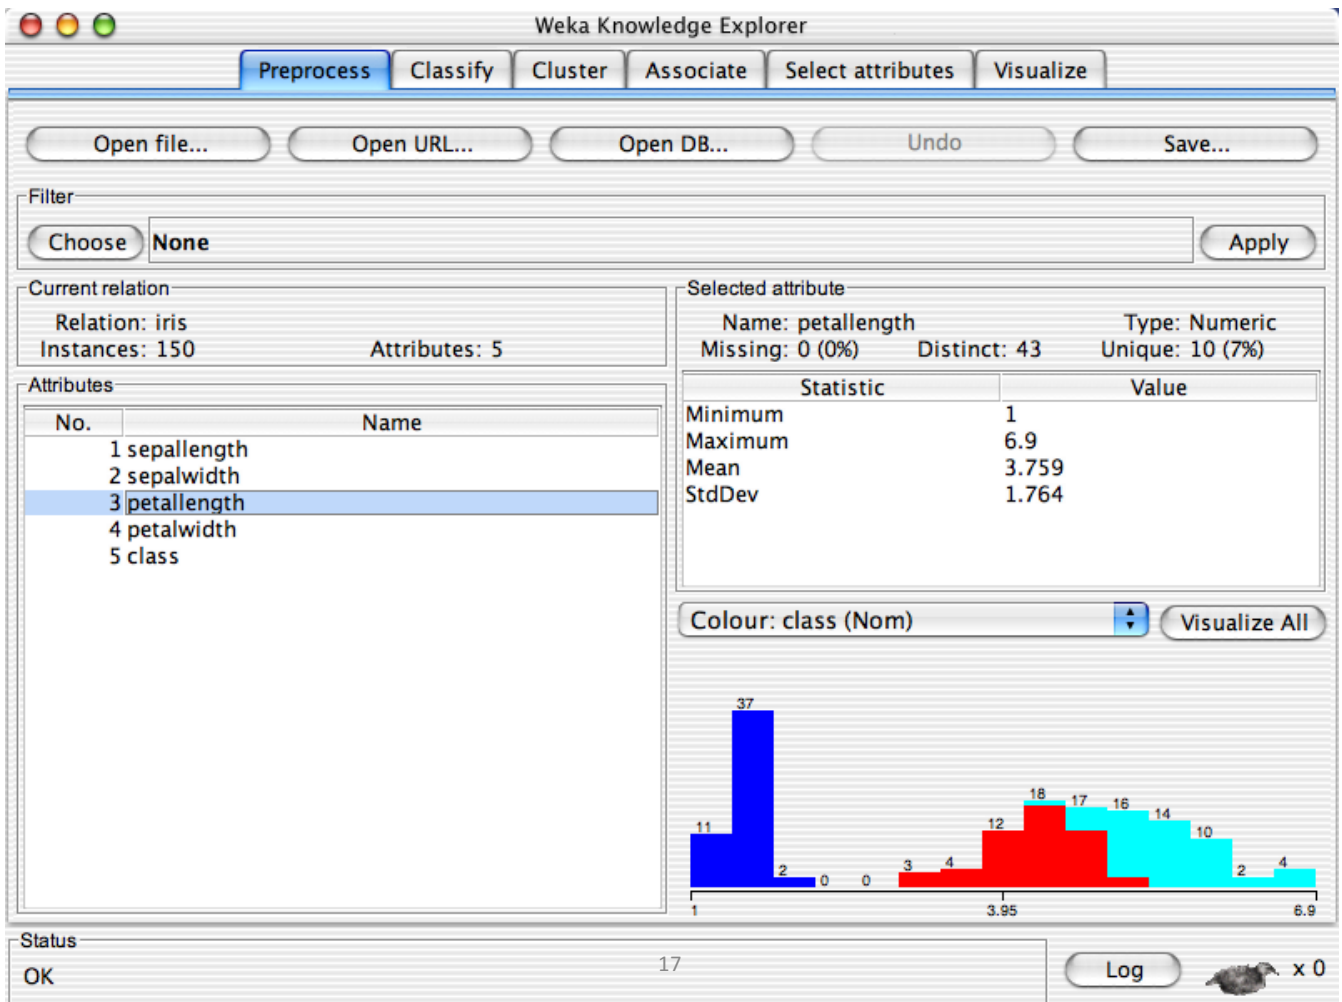 Weka Knowledge Explorer
Preprocess Classify Cluster Associate Select attributes Visualize
Open file... Open URL... Open DB... Undo Save...
Filter
Choose None Apply
Current relation
Relation: iris
Instances: 150 Attributes: 5
Attributes
No. Name
1 sepallength
2 sepalwidth
3 petallength
4 petalwidth
5 class
Selected attribute
Name: petallength Type: Numeric
Missing: 0 (0%) Distinct: 43 Unique: 10 (7%)
Statistic Value
Minimum 1
Maximum 6.9
Mean 3.759
StdDev 1.764
Colour: class (Nom) Visualize All
37
11 2 0 0 3 4 12 18 17 16 14 10 2 4
1 3.95 6.9
Status
OK
17
Log x 0